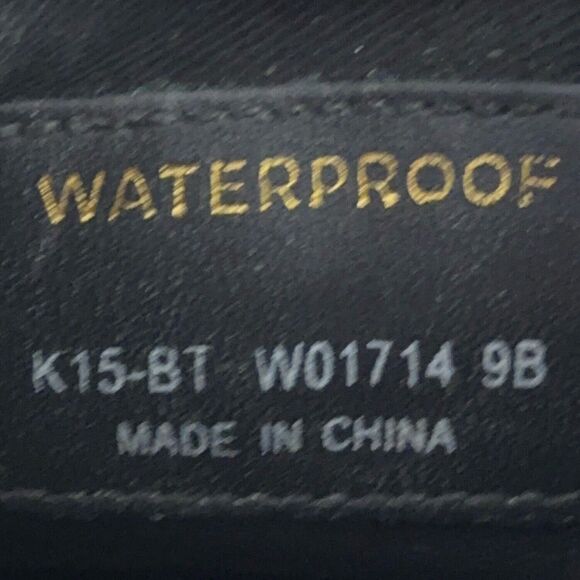 WATERPROOF
K15-BT W01714 9B
MADE IN CHINA